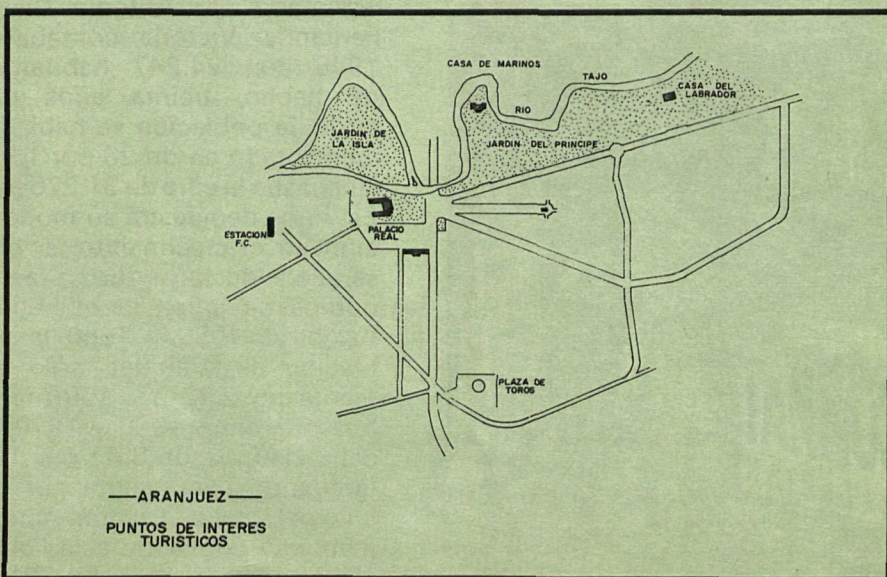 CASA DE MARINOS
TAJO
RIO
CASA DEL
LABRADOR
JARDIN DE
LA ISLA
JARDIN DEL PRINCIPE
PALACIO
REAL
ESTACION
F.C.
PLAZA DE
TOROS
—ARANJUEZ—
PUNTOS DE INTERES
TURISTICOS